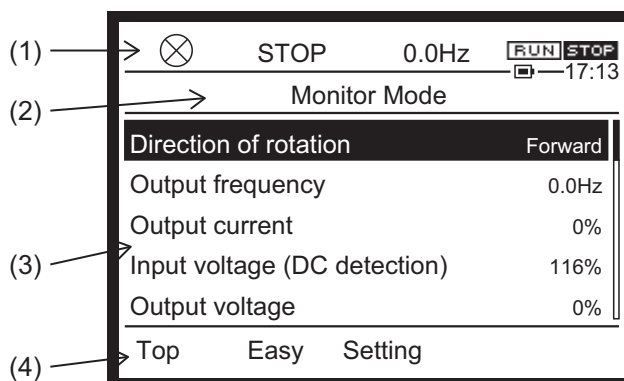 (1) STOP 0.0Hz RUN STOP
17:13
(2) Monitor Mode
Direction of rotation Forward
Output frequency 0.0Hz
Output current 0%
(3) Input voltage (DC detection) 116%
Output voltage 0%
(4) Top Easy Setting